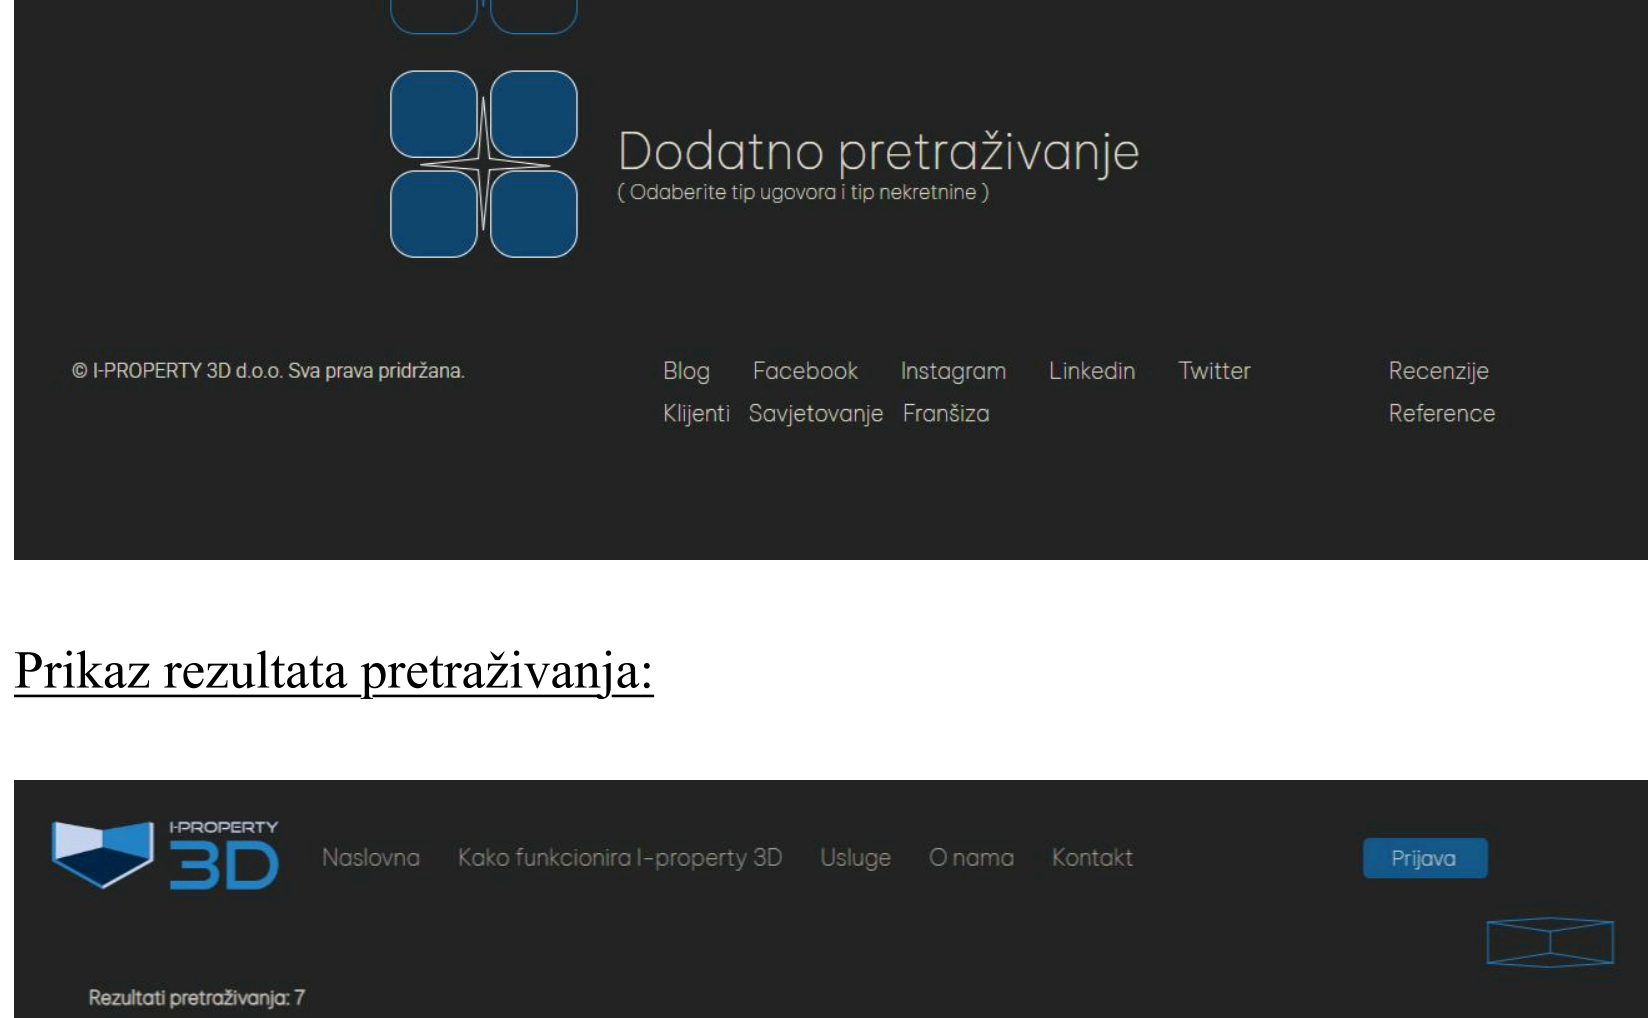 Dodatno pretraživanje
( Odaberite tip ugovora i tip nekretnine )
© I-PROPERTY 3D d.o.o. Sva prava pridržana.
Blog Facebook Instagram Linkedin Twitter
Klijenti Savjetovanje Franšiza
Recenzije
Reference
Prikaz rezultata pretraživanja:
I-PROPERTY
3D
Naslovna Kako funkcionira I-property 3D Usluge O nama Kontakt
Prijava
Rezultati pretraživanja: 7